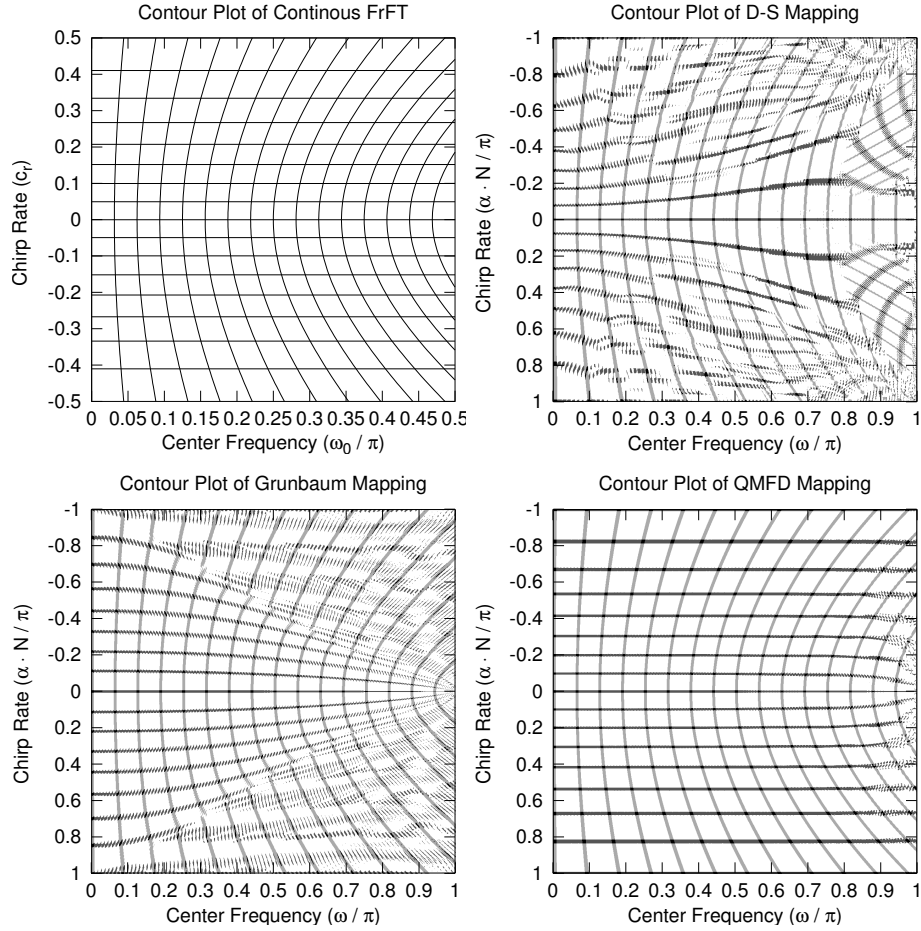 Contour Plot of Continous FrFT
Chirp Rate (cr)
0.5
0.4
0.3
0.2
0.1
0
-0.1
-0.2
-0.3
-0.4
-0.5
0 0.05 0.1 0.15 0.2 0.25 0.3 0.35 0.4 0.45 0.5
Center Frequency (ω0 / π)
Contour Plot of D-S Mapping
Chirp Rate (α · N / π)
-1
-0.8
-0.6
-0.4
-0.2
0
0.2
0.4
0.6
0.8
1
0 0.1 0.2 0.3 0.4 0.5 0.6 0.7 0.8 0.9 1
Center Frequency (ω / π)
Contour Plot of Grunbaum Mapping
Chirp Rate (α · N / π)
-1
-0.8
-0.6
-0.4
-0.2
0
0.2
0.4
0.6
0.8
1
0 0.1 0.2 0.3 0.4 0.5 0.6 0.7 0.8 0.9 1
Center Frequency (ω / π)
Contour Plot of QMFD Mapping
Chirp Rate (α · N / π)
-1
-0.8
-0.6
-0.4
-0.2
0
0.2
0.4
0.6
0.8
1
0 0.1 0.2 0.3 0.4 0.5 0.6 0.7 0.8 0.9 1
Center Frequency (ω / π)